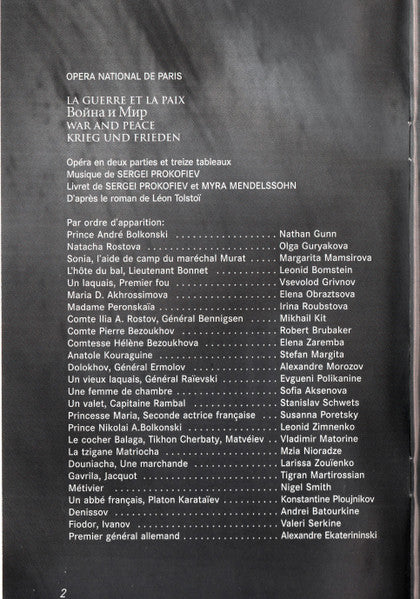 OPERA NATIONAL DE PARIS
LA GUERRE ET LA PAIX
Война и Мир
WAR AND PEACE
KRIEG UND FRIEDEN
Opéra en deux parties et treize tableaux
Musique de SERGEI PROKOFIEV
Livret de SERGEI PROKOFIEV et MYRA MENDELSSOHN
D'après le roman de Léon Tolstoï
Par ordre d'apparition:
Prince André Bolkonski .................. Nathan Gunn
Natacha Rostova .................. Olga Guryakova
Sonia, l'aide de camp du maréchal Murat ..... Margarita Mamsirova
L'hôte du bal, Lieutenant Bonnet .......... Leonid Bomstein
Un laquais, Premier fou .............. Vsevolod Grivnov
Maria D. Akhrossimova .............. Elena Obraztsova
Madame Peronskaïa ................ Irina Roubstova
Comte Ilia A. Rostov, Général Bennigsen .... Mikhail Kit
Comte Pierre Bezoukhov ............. Robert Brubaker
Comtesse Hélène Bezoukhova .......... Elena Zaremba
Anatole Kouraguine ................ Stefan Margita
Dolokhov, Général Ermolov ........... Alexandre Morozov
Un vieux laquais, Général Raïevski ........ Evgueni Polikanine
Une femme de chambre .............. Sofia Aksenova
Un valet, Capitaine Rambal ............ Stanislav Schwets
Princesse Maria, Seconde actrice française ... Susanna Poretsky
Prince Nikolai A.Bolkonski ............. Leonid Zimnenko
Le cocher Balaga, Tikhon Cherbaty, Matvéiev .. Vladimir Matorine
La tzigane Matriocha ................ Mzia Nioradze
Douniacha, Une marchande ........... Larissa Zouïenko
Gavrila, Jacquot .................. Tigran Martirossian
Métivier ....................... Nigel Smith
Un abbé français, Platon Karataïev ........ Konstantine Ploujnikov
Denissov ...................... Andrei Batourkine
Fiodor, Ivanov ................... Valeri Serkine
Premier général allemand ............. Alexandre Ekaterininski
2